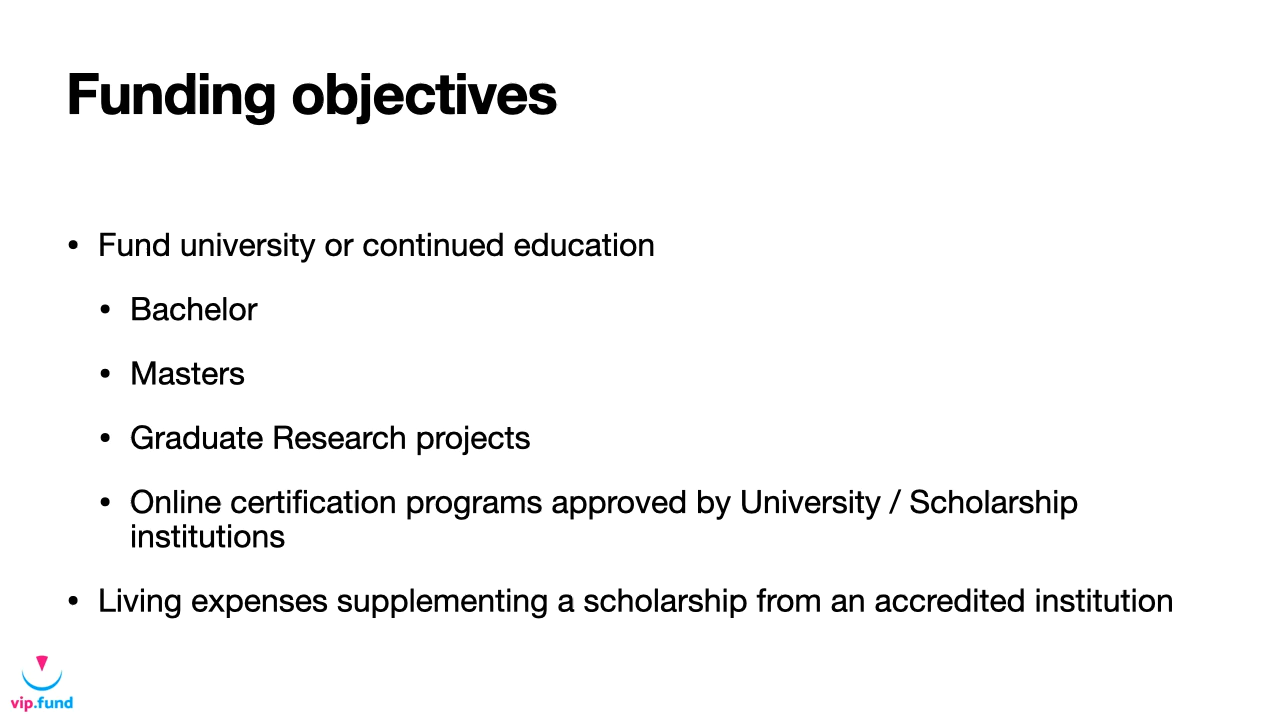 Funding objectives
• Fund university or continued education
• Bachelor
• Masters
• Graduate Research projects
• Online certification programs approved by University / Scholarship
institutions
• Living expenses supplementing a scholarship from an accredited institution
vip.fund